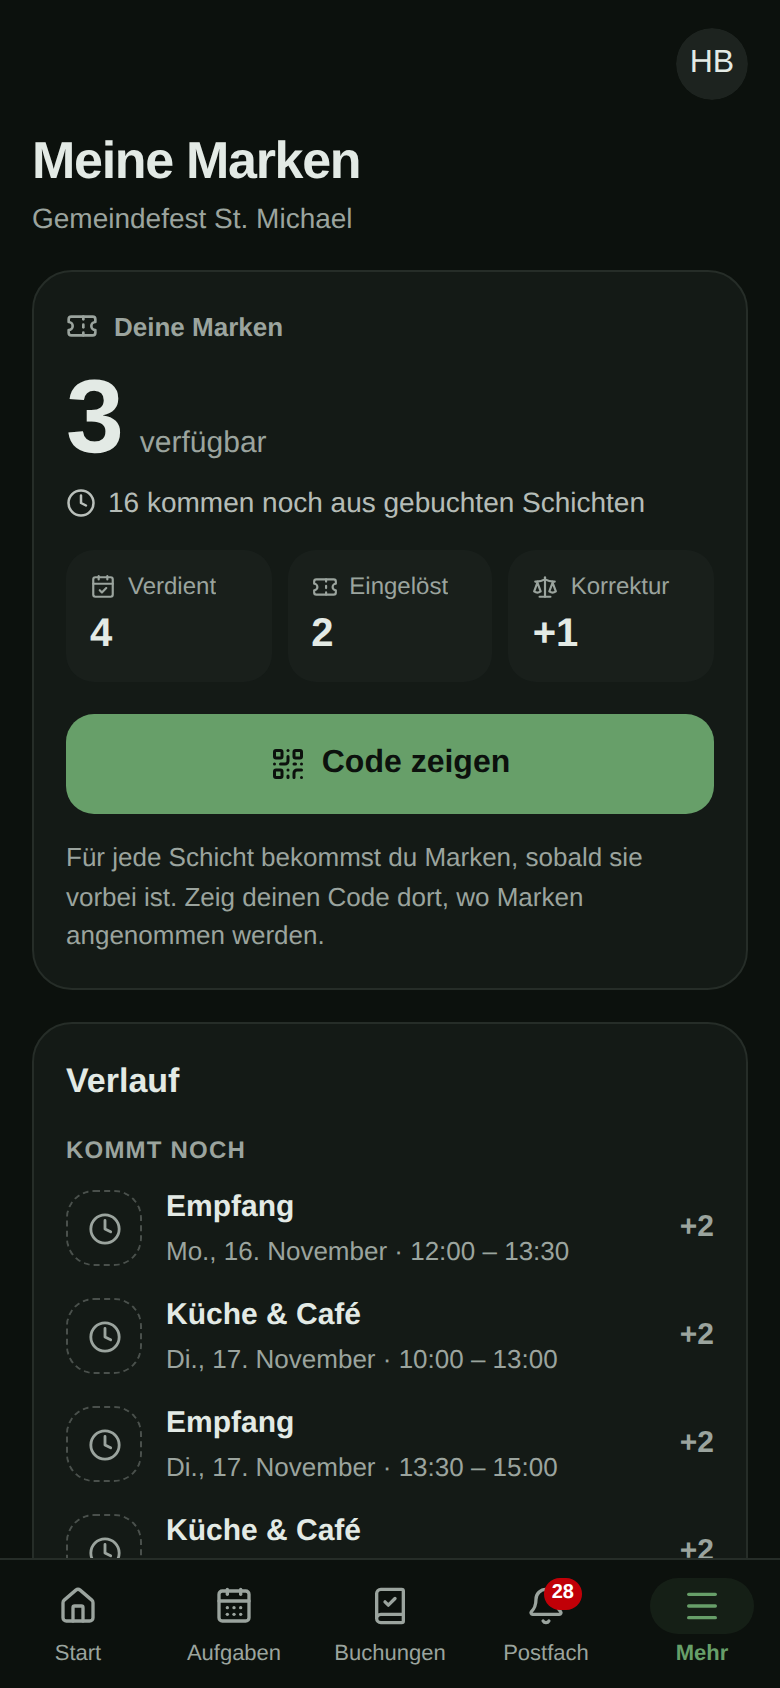 HB
Meine Marken
Gemeindefest St. Michael
Deine Marken
3 verfügbar
16 kommen noch aus gebuchten Schichten
Verdient
4
Eingelöst
2
Korrektur
+1
Code zeigen
Für jede Schicht bekommst du Marken, sobald sie
vorbei ist. Zeig deinen Code dort, wo Marken
angenommen werden.
Verlauf
KOMMT NOCH
Empfang
Mo., 16. November · 12:00 – 13:30
+2
Küche & Café
Di., 17. November · 10:00 – 13:00
+2
Empfang
Di., 17. November · 13:30 – 15:00
+2
Küche & Café
+2
Start
Aufgaben
Buchungen
28
Postfach
Mehr